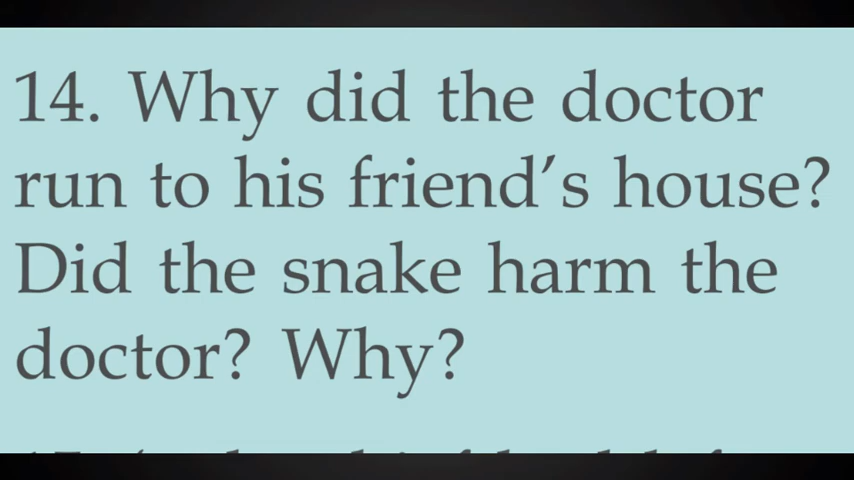 14. Why did the doctor
run to his friend’s house?
Did the snake harm the
doctor? Why?